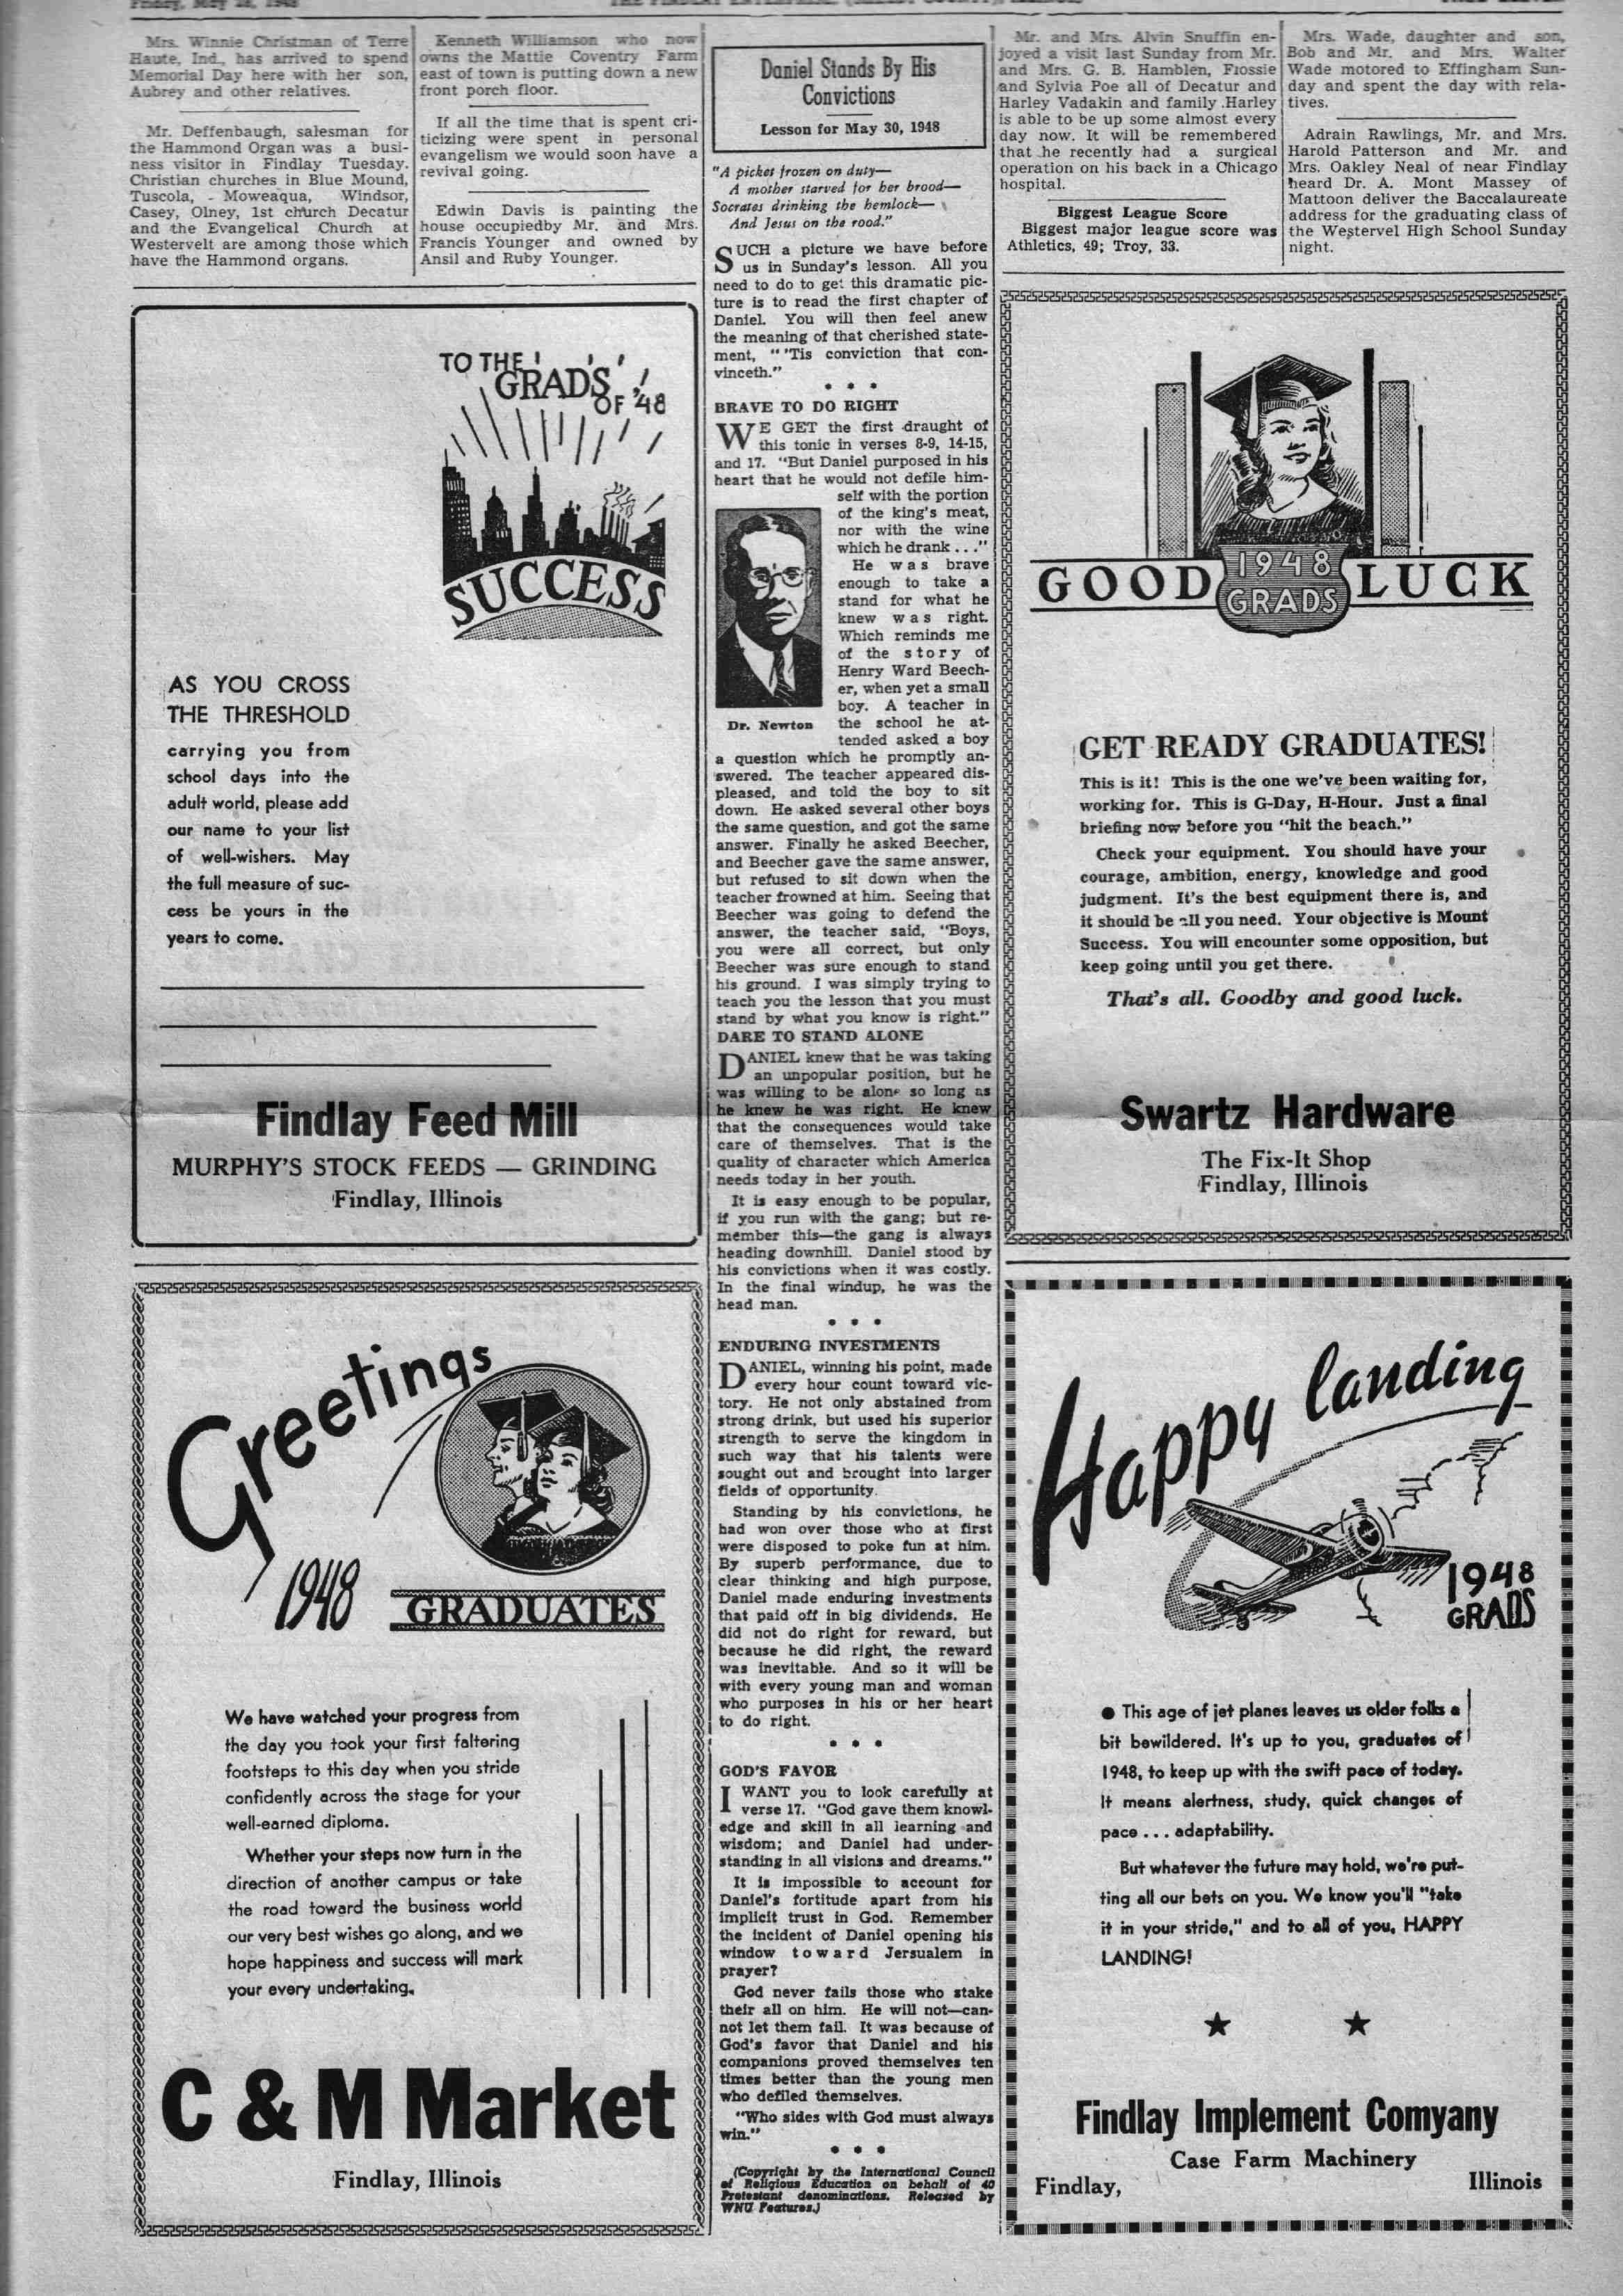 Friday, May 28, 1948
THE FINDLAY ENTERPRISE (SHELBY COUNTY), ILLINOIS
PAGE ELEVEN
Mrs. Winnie Christman of Terre
Haute, Ind., has arrived to spend
Memorial Day here with her son,
Aubrey and other relatives.
Mr. Deffenbaugh, salesman for
the Hammond Organ was a busi-
ness visitor in Findlay Tuesday.
Christian churches in Blue Mound,
Tuscola, - Moweaqua, Windsor,
Casey, Olney, 1st church Decatur
and the Evangelical Church at
Westervelt are among those which
have the Hammond organs.
Kenneth Williamson who now
owns the Mattie Coventry Farm
east of town is putting down a new
front porch floor.
If all the time that is spent cri-
ticizing were spent in personal
evangelism we would soon have a
revival going.
Edwin Davis is painting the
house occupiedby Mr. and Mrs.
Francis Younger and owned by
Ansil and Ruby Younger.
TO THE
GRADS
OF '48
SUCCESS
AS YOU CROSS
THE THRESHOLD
carrying you from
school days into the
adult world, please add
our name to your list
of well-wishers. May
the full measure of suc-
cess be yours in the
years to come.
Findlay Feed Mill
MURPHY'S STOCK FEEDS — GRINDING
Findlay, Illinois
Greetings
1948
GRADUATES
We have watched your progress from
the day you took your first faltering
footsteps to this day when you stride
confidently across the stage for your
well-earned diploma.
Whether your steps now turn in the
direction of another campus or take
the road toward the business world
our very best wishes go along, and we
hope happiness and success will mark
your every undertaking.
C & M Market
Findlay, Illinois
Daniel Stands By His
Convictions
Lesson for May 30, 1948
"A picket frozen on duty—
A mother starved for her brood—
Socrates drinking the hemlock—
And Jesus on the rood."
SUCH a picture we have before
us in Sunday's lesson. All you
need to do to get this dramatic pic-
ture is to read the first chapter of
Daniel. You will then feel anew
the meaning of that cherished state-
ment, " 'Tis conviction that con-
vinceth."
• • •
BRAVE TO DO RIGHT
WE GET the first draught of
this tonic in verses 8-9, 14-15,
and 17. "But Daniel purposed in his
heart that he would not defile him-
self with the portion
of the king's meat,
nor with the wine
which he drank . . ."
He was brave
enough to take a
stand for what he
knew was right.
Which reminds me
of the story of
Henry Ward Beech-
er, when yet a small
boy. A teacher in
Dr. Newton
the school he at-
tended asked a boy
a question which he promptly an-
swered. The teacher appeared dis-
pleased, and told the boy to sit
down. He asked several other boys
the same question, and got the same
answer. Finally he asked Beecher,
and Beecher gave the same answer,
but refused to sit down when the
teacher frowned at him. Seeing that
Beecher was going to defend the
answer, the teacher said, "Boys,
you were all correct, but only
Beecher was sure enough to stand
his ground. I was simply trying to
teach you the lesson that you must
stand by what you know is right."
DARE TO STAND ALONE
DANIEL knew that he was taking
an unpopular position, but he
was willing to be alone so long as
he knew he was right. He knew
that the consequences would take
care of themselves. That is the
quality of character which America
needs today in her youth.
It is easy enough to be popular,
if you run with the gang; but re-
member this—the gang is always
heading downhill. Daniel stood by
his convictions when it was costly.
In the final windup, he was the
head man.
• • •
ENDURING INVESTMENTS
DANIEL, winning his point, made
every hour count toward vic-
tory. He not only abstained from
strong drink, but used his superior
strength to serve the kingdom in
such way that his talents were
sought out and brought into larger
fields of opportunity.
Standing by his convictions, he
had won over those who at first
were disposed to poke fun at him.
By superb performance, due to
clear thinking and high purpose,
Daniel made enduring investments
that paid off in big dividends. He
did not do right for reward, but
because he did right, the reward
was inevitable. And so it will be
with every young man and woman
who purposes in his or her heart
to do right.
• • •
GOD'S FAVOR
I WANT you to look carefully at
verse 17. "God gave them knowl-
edge and skill in all learning and
wisdom; and Daniel had under-
standing in all visions and dreams."
It is impossible to account for
Daniel's fortitude apart from his
implicit trust in God. Remember
the incident of Daniel opening his
window toward Jersualem in
prayer?
God never fails those who stake
their all on him. He will not—can-
not let them fail. It was because of
God's favor that Daniel and his
companions proved themselves ten
times better than the young men
who defiled themselves.
"Who sides with God must always
win."
• • •
(Copyright by the International Council
of Religious Education on behalf of 40
Protestant denominations. Released by
WNU Features.)
Mr. and Mrs. Alvin Snuffin en-
joyed a visit last Sunday from Mr.
and Mrs. G. B. Hamblen, Flossie
and Sylvia Poe all of Decatur and
Harley Vadakin and family .Harley
is able to be up some almost every
day now. It will be remembered
that he recently had a surgical
operation on his back in a Chicago
hospital.
Biggest League Score
Biggest major league score was
Athletics, 49; Troy, 33.
Mrs. Wade, daughter and son,
Bob and Mr. and Mrs. Walter
Wade motored to Effingham Sun-
day and spent the day with rela-
tives.
Adrain Rawlings, Mr. and Mrs.
Harold Patterson and Mr. and
Mrs. Oakley Neal of near Findlay
heard Dr. A. Mont Massey of
Mattoon deliver the Baccalaureate
address for the graduating class of
the Westervel High School Sunday
night.
GOOD 1948 GRADS LUCK
GET READY GRADUATES!
This is it! This is the one we've been waiting for,
working for. This is G-Day, H-Hour. Just a final
briefing now before you "hit the beach."
Check your equipment. You should have your
courage, ambition, energy, knowledge and good
judgment. It's the best equipment there is, and
it should be all you need. Your objective is Mount
Success. You will encounter some opposition, but
keep going until you get there.
That's all. Goodby and good luck.
Swartz Hardware
The Fix-It Shop
Findlay, Illinois
Happy landing
1948
GRADS
● This age of jet planes leaves us older folks a
bit bewildered. It's up to you, graduates of
1948, to keep up with the swift pace of today.
It means alertness, study, quick changes of
pace . . . adaptability.
But whatever the future may hold, we're put-
ting all our bets on you. We know you'll "take
it in your stride," and to all of you, HAPPY
LANDING!
Findlay Implement Comyany
Case Farm Machinery
Findlay, Illinois